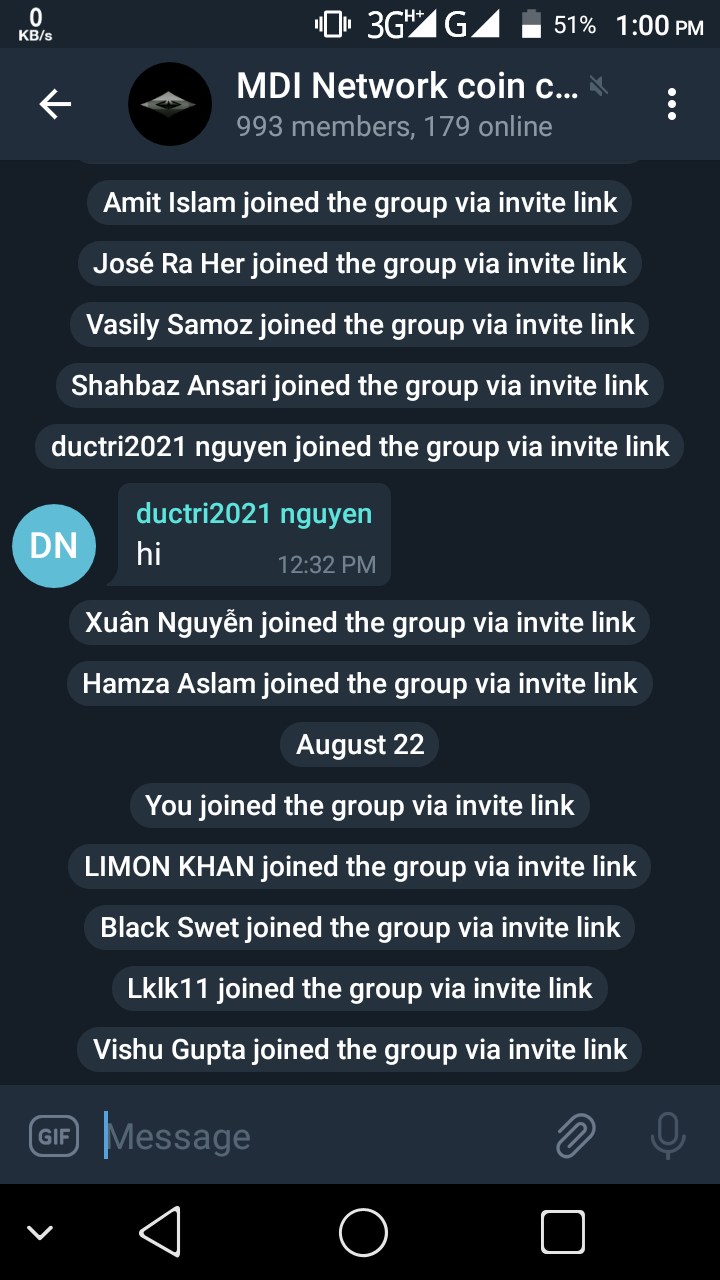 0
KB/s
3G H+ G 51% 1:00 PM
MDI Network coin c...
993 members, 179 online
Amit Islam joined the group via invite link
José Ra Her joined the group via invite link
Vasily Samoz joined the group via invite link
Shahbaz Ansari joined the group via invite link
ductri2021 nguyen joined the group via invite link
DN
ductri2021 nguyen
hi
12:32 PM
Xuân Nguyễn joined the group via invite link
Hamza Aslam joined the group via invite link
August 22
You joined the group via invite link
LIMON KHAN joined the group via invite link
Black Swet joined the group via invite link
Lklk11 joined the group via invite link
Vishu Gupta joined the group via invite link
GIF Message